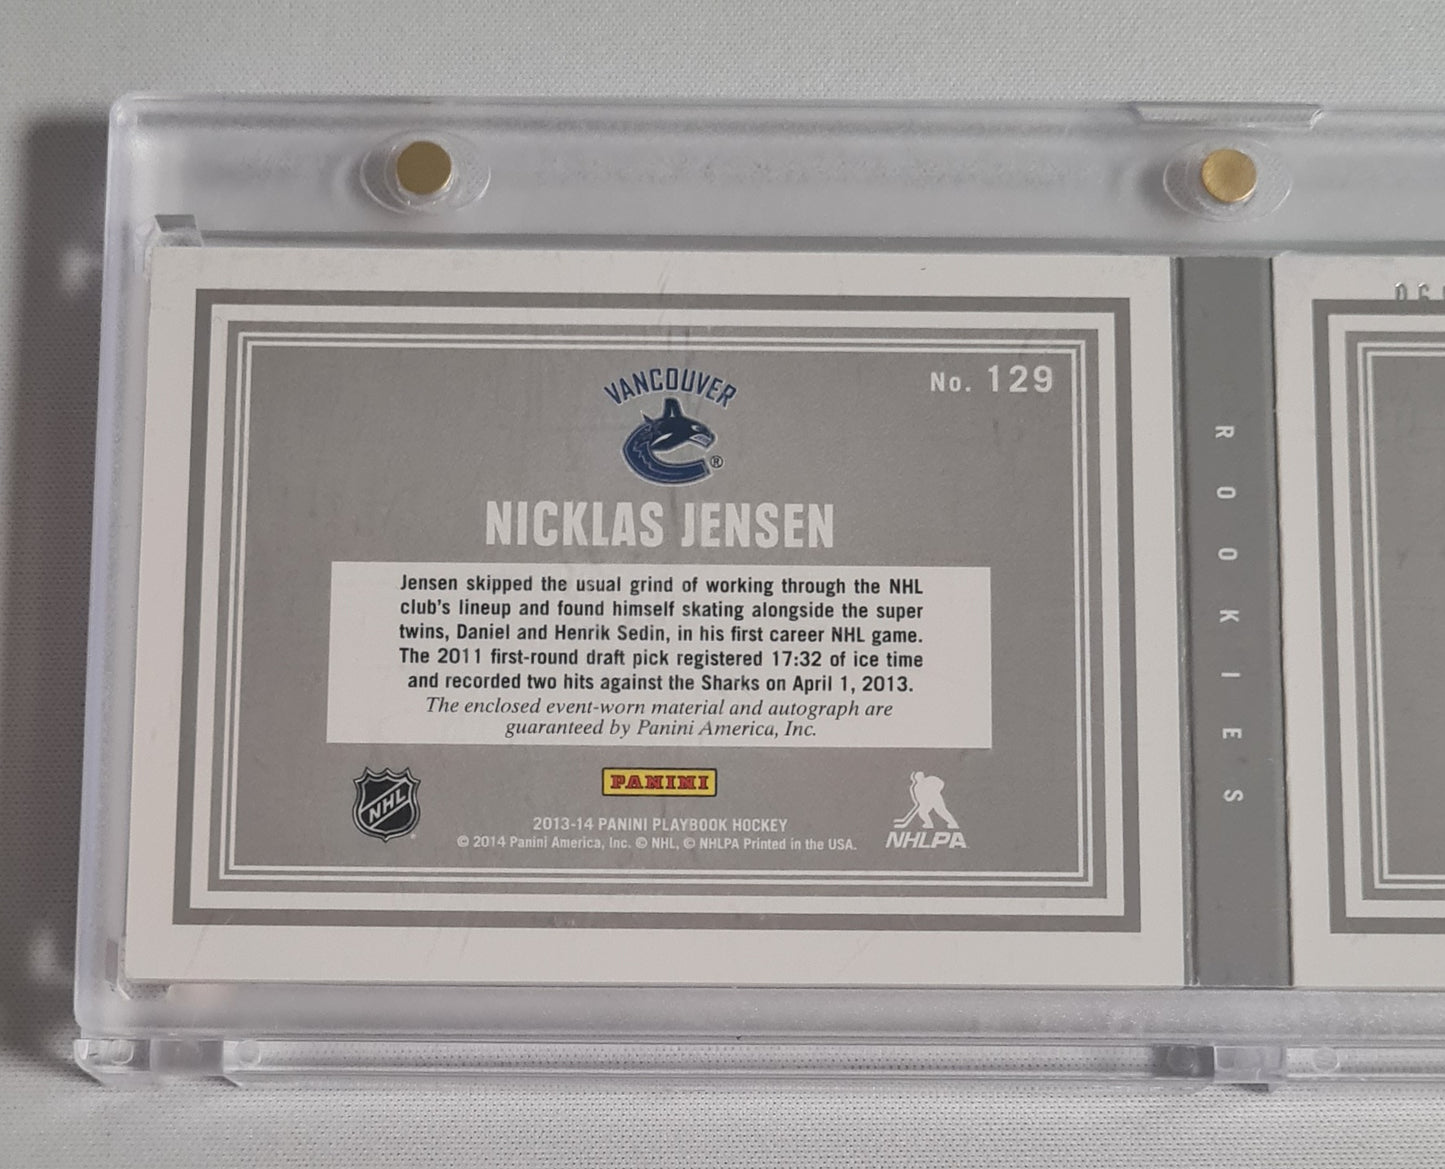 VANCOUVER
®
No. 129
NICKLAS JENSEN
Jensen skipped the usual grind of working through the NHL
club's lineup and found himself skating alongside the super
twins, Daniel and Henrik Sedin, in his first career NHL game.
The 2011 first-round draft pick registered 17:32 of ice time
and recorded two hits against the Sharks on April 1, 2013.
The enclosed event-worn material and autograph are
guaranteed by Panini America, Inc.
NHL
PANINI
NHLPA
2013-14 PANINI PLAYBOOK HOCKEY
© 2014 Panini America, Inc. © NHL, © NHLPA Printed in the USA.
ROOKIES